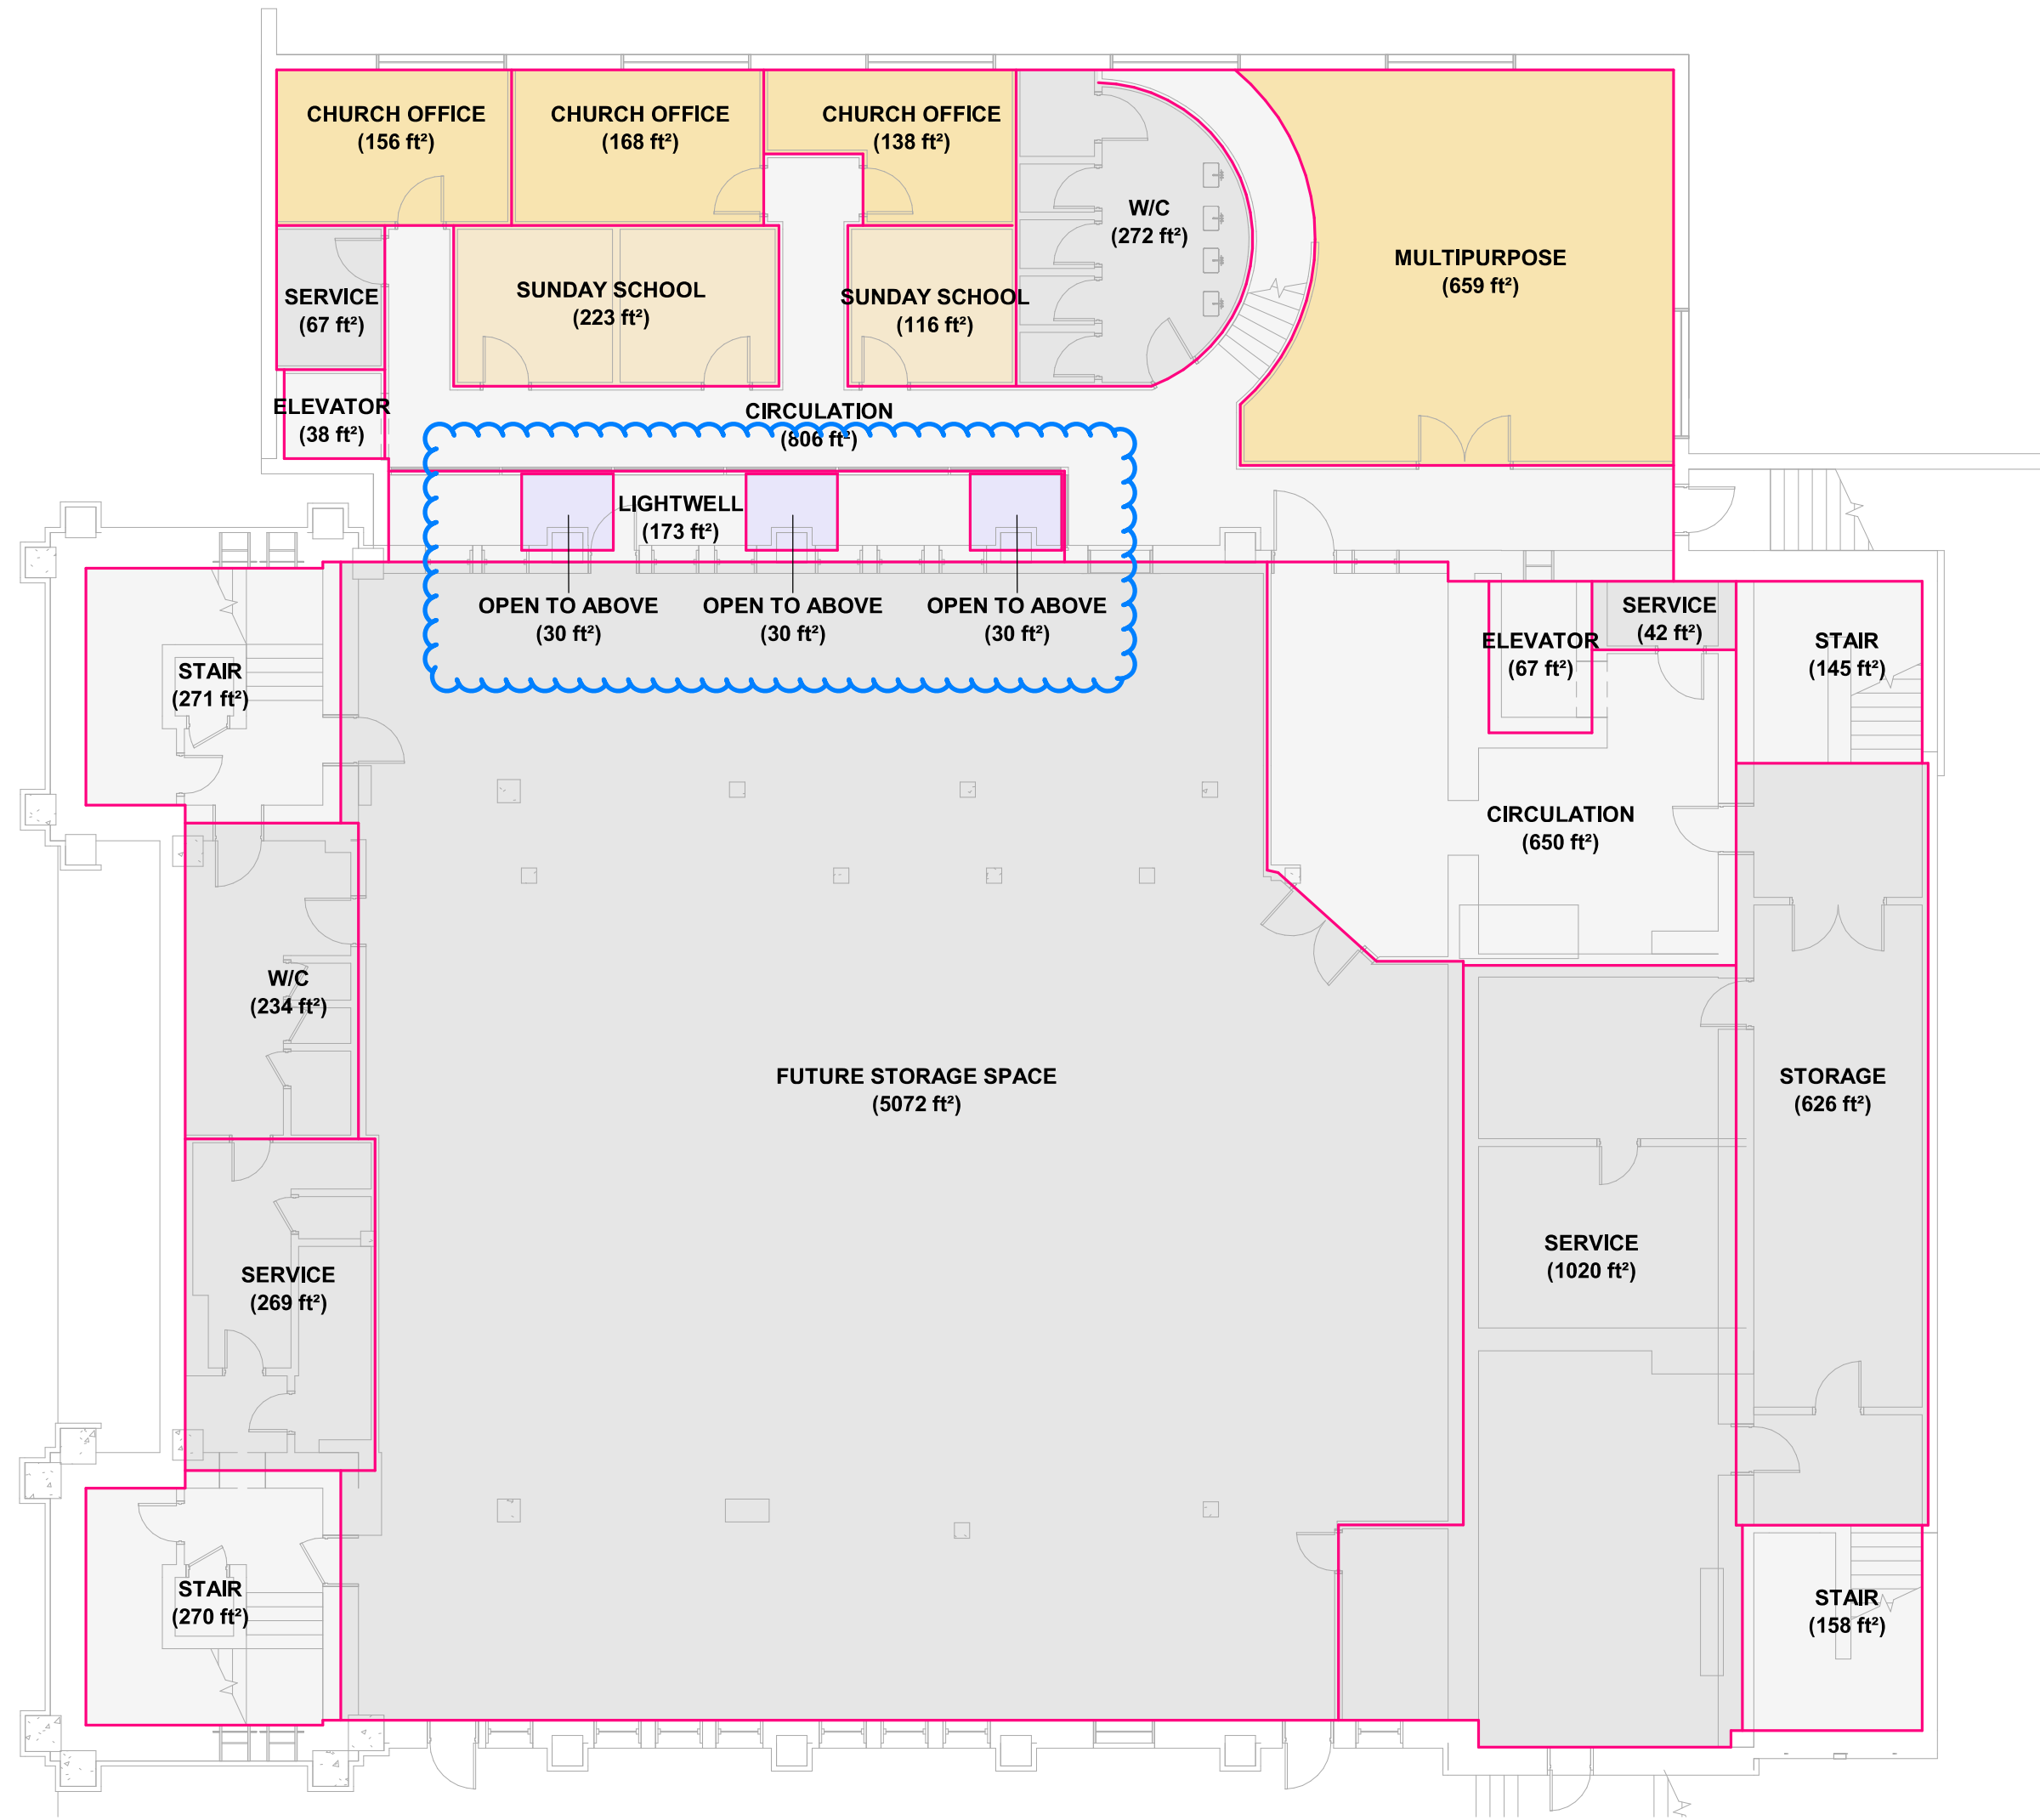 CHURCH OFFICE
(156 ft²)
CHURCH OFFICE
(168 ft²)
CHURCH OFFICE
(138 ft²)
W/C
(272 ft²)
MULTIPURPOSE
(659 ft²)
SERVICE
(67 ft²)
SUNDAY SCHOOL
(223 ft²)
SUNDAY SCHOOL
(116 ft²)
ELEVATOR
(38 ft²)
CIRCULATION
(806 ft²)
LIGHTWELL
(173 ft²)
OPEN TO ABOVE
(30 ft²)
OPEN TO ABOVE
(30 ft²)
OPEN TO ABOVE
(30 ft²)
SERVICE
(42 ft²)
ELEVATOR
(67 ft²)
STAIR
(145 ft²)
STAIR
(271 ft²)
CIRCULATION
(650 ft²)
W/C
(234 ft²)
FUTURE STORAGE SPACE
(5072 ft²)
STORAGE
(626 ft²)
SERVICE
(1020 ft²)
SERVICE
(269 ft²)
STAIR
(270 ft²)
STAIR
(158 ft²)